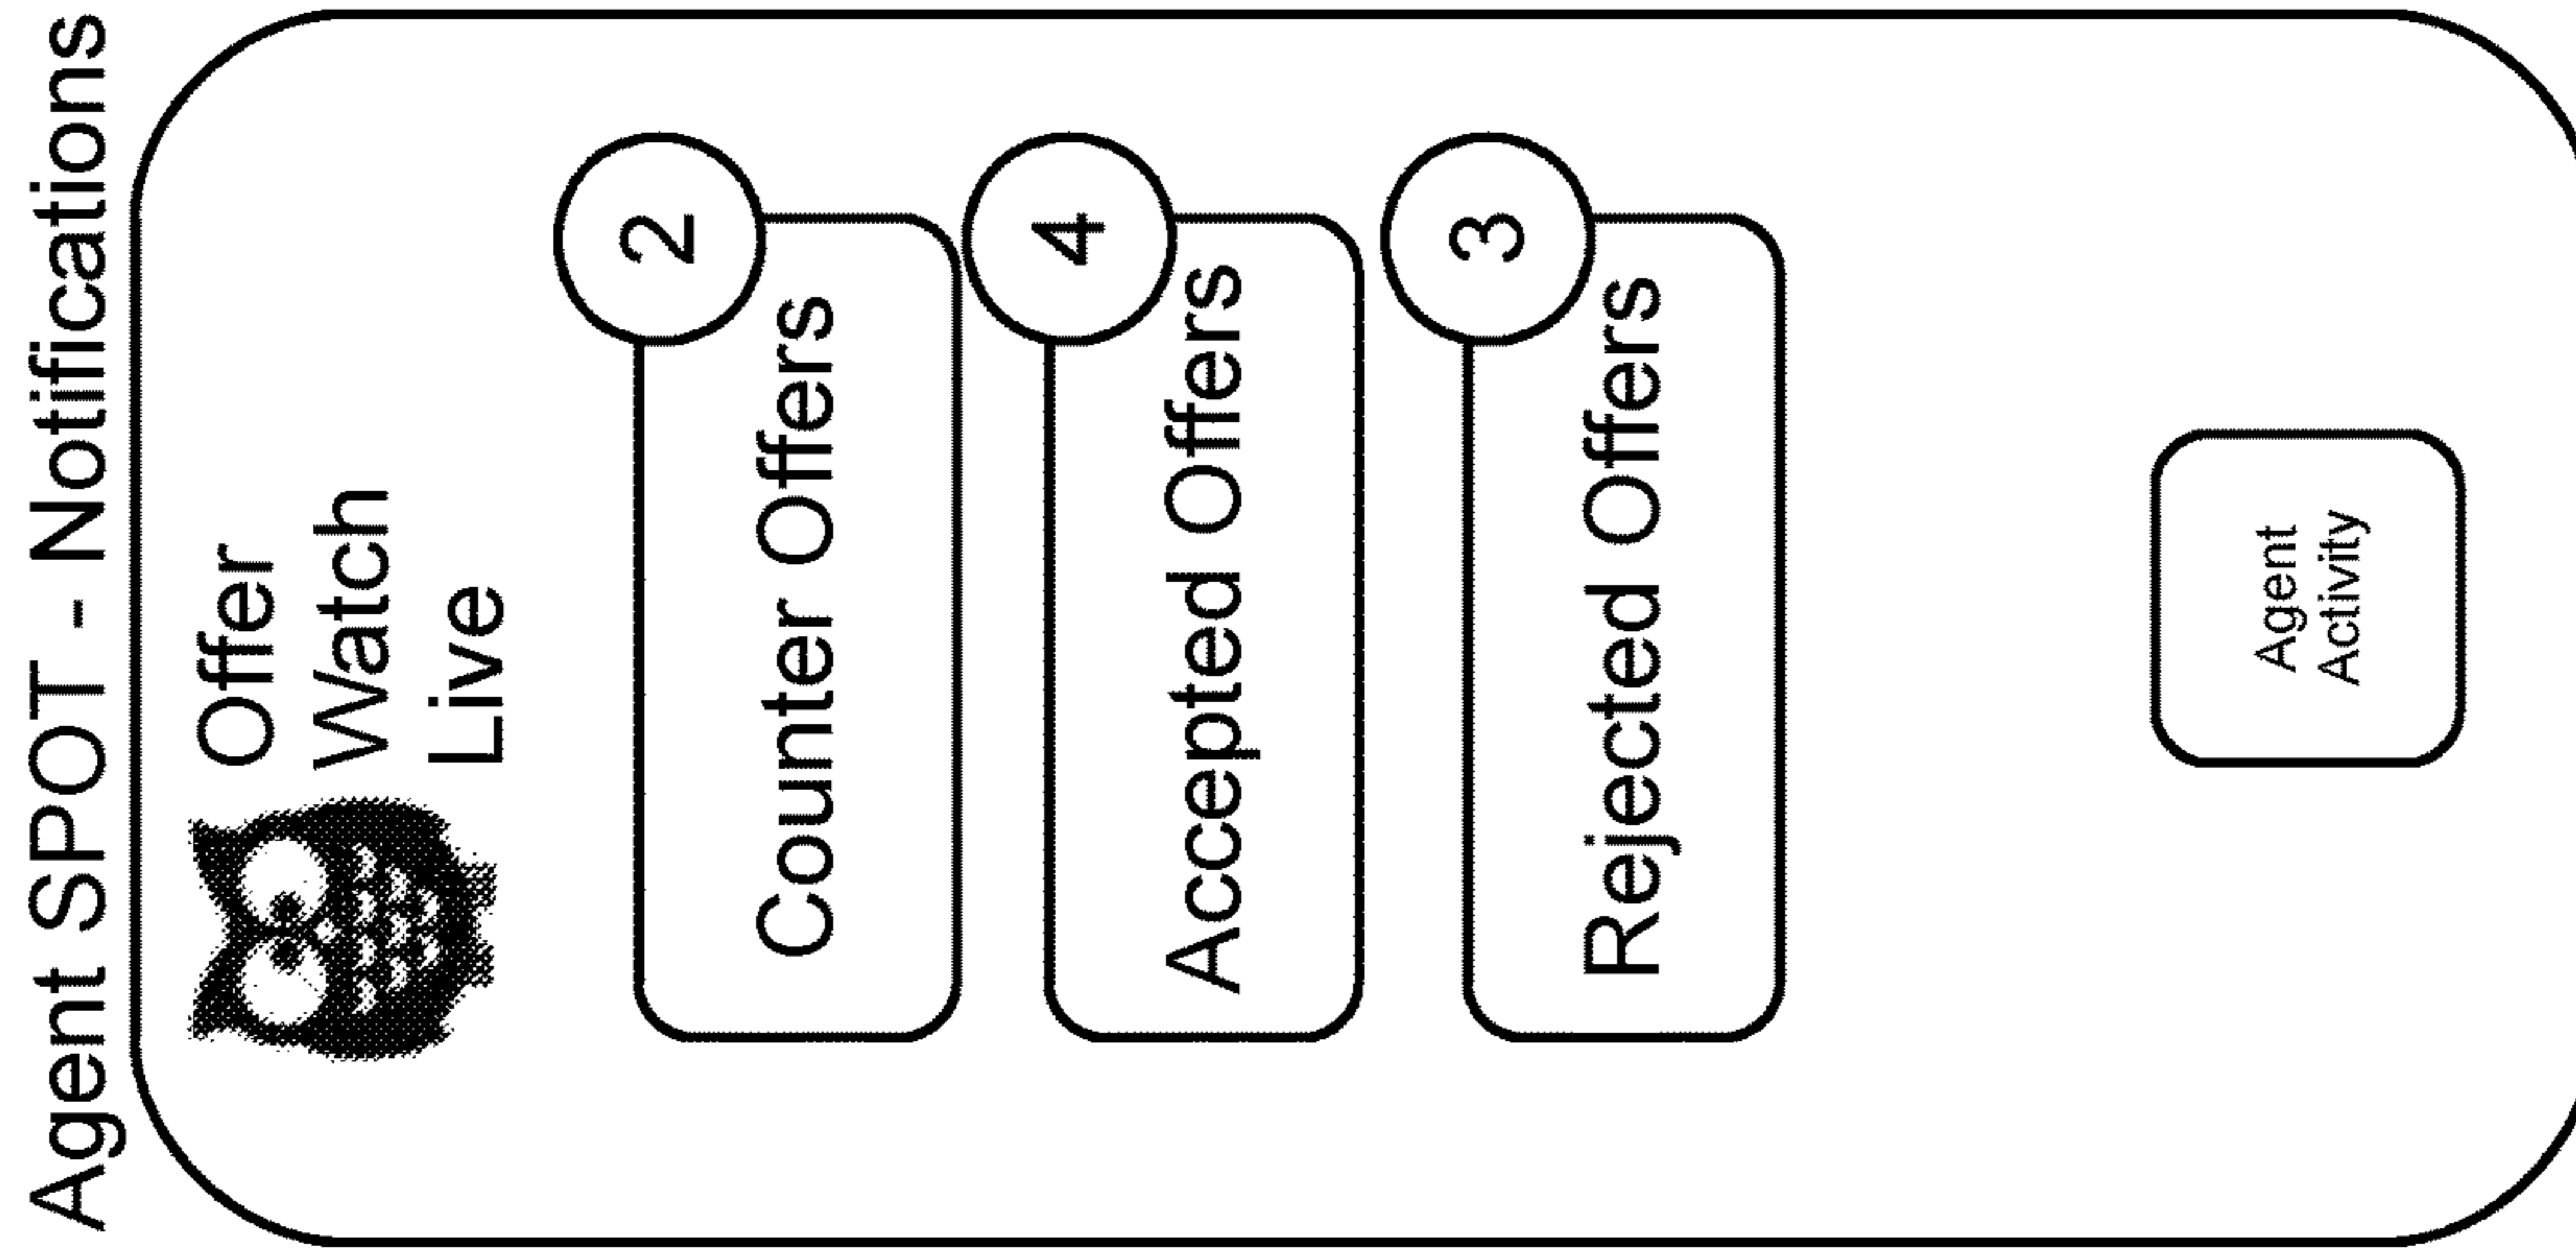 Agent SPOT - Notifications
Offer
Watch
Live
2
Counter Offers
4
Accepted Offers
3
Rejected Offers
Agent
Activity